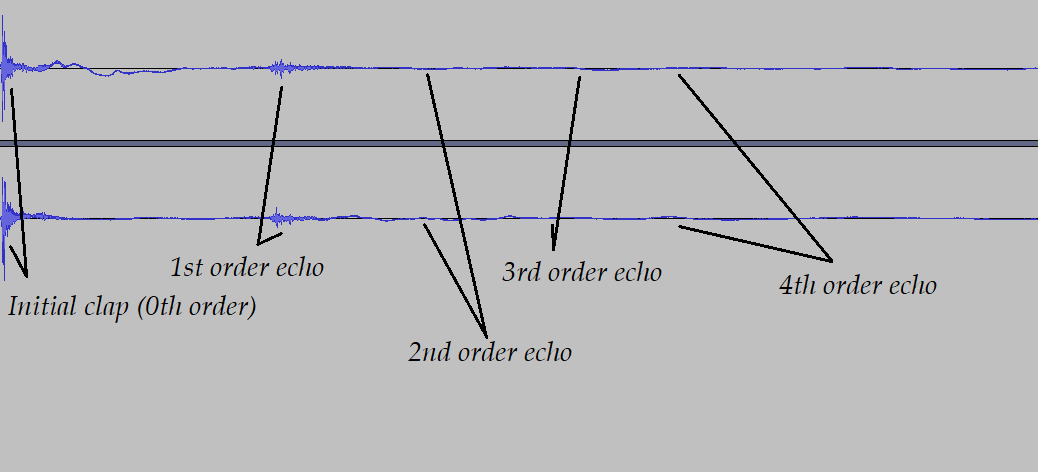 1st order echo
3rd order echo
4th order echo
Initial clap (0th order)
2nd order echo